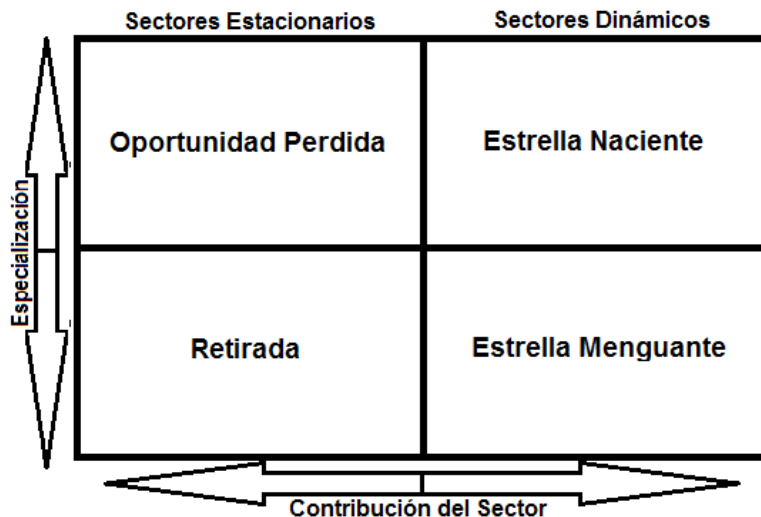 Sectores Estacionarios
Sectores Dinámicos
Oportunidad Perdida
Estrella Naciente
Especialización
Retirada
Estrella Menguante
Contribución del Sector